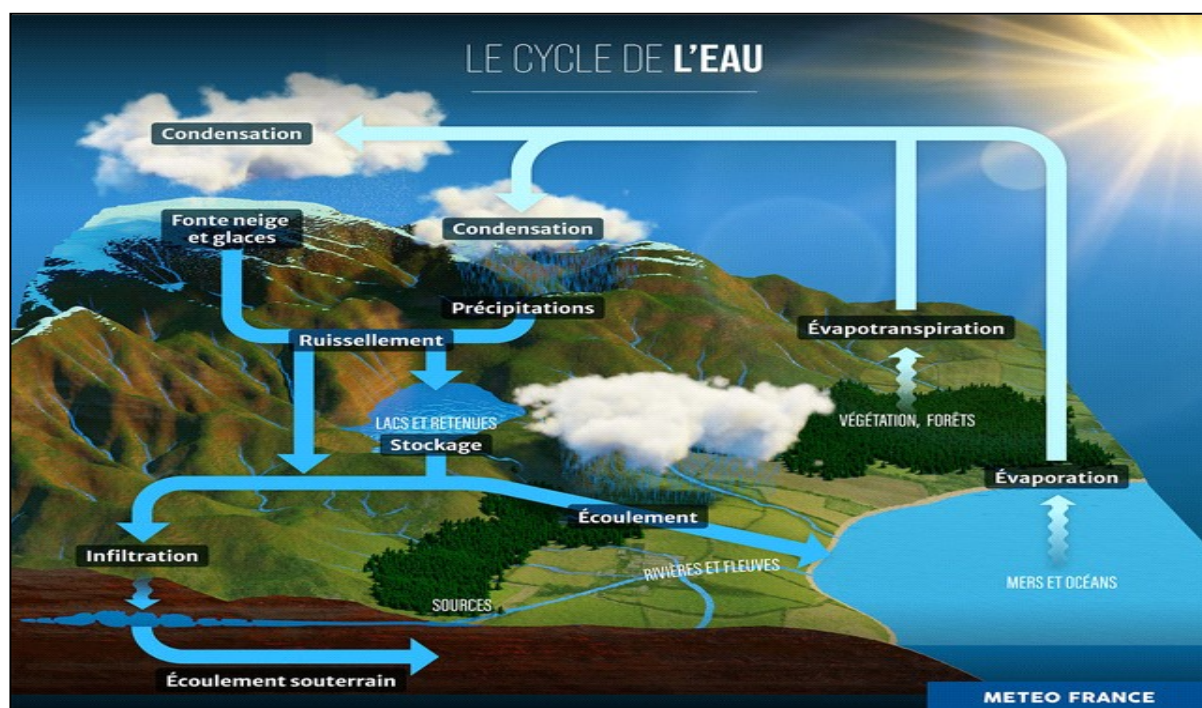 LE CYCLE DE L'EAU
Condensation
Fonte neige
et glaces
Condensation
Précipitations
Ruissellement
Évapotranspiration
LACS ET RETENUES
Stockage
VÉGÉTATION, FORÊTS
Évaporation
Écoulement
Infiltration
RIVIÈRES ET FLEUVES
MERS ET OCÉANS
SOURCES
Écoulement souterrain
METEO FRANCE